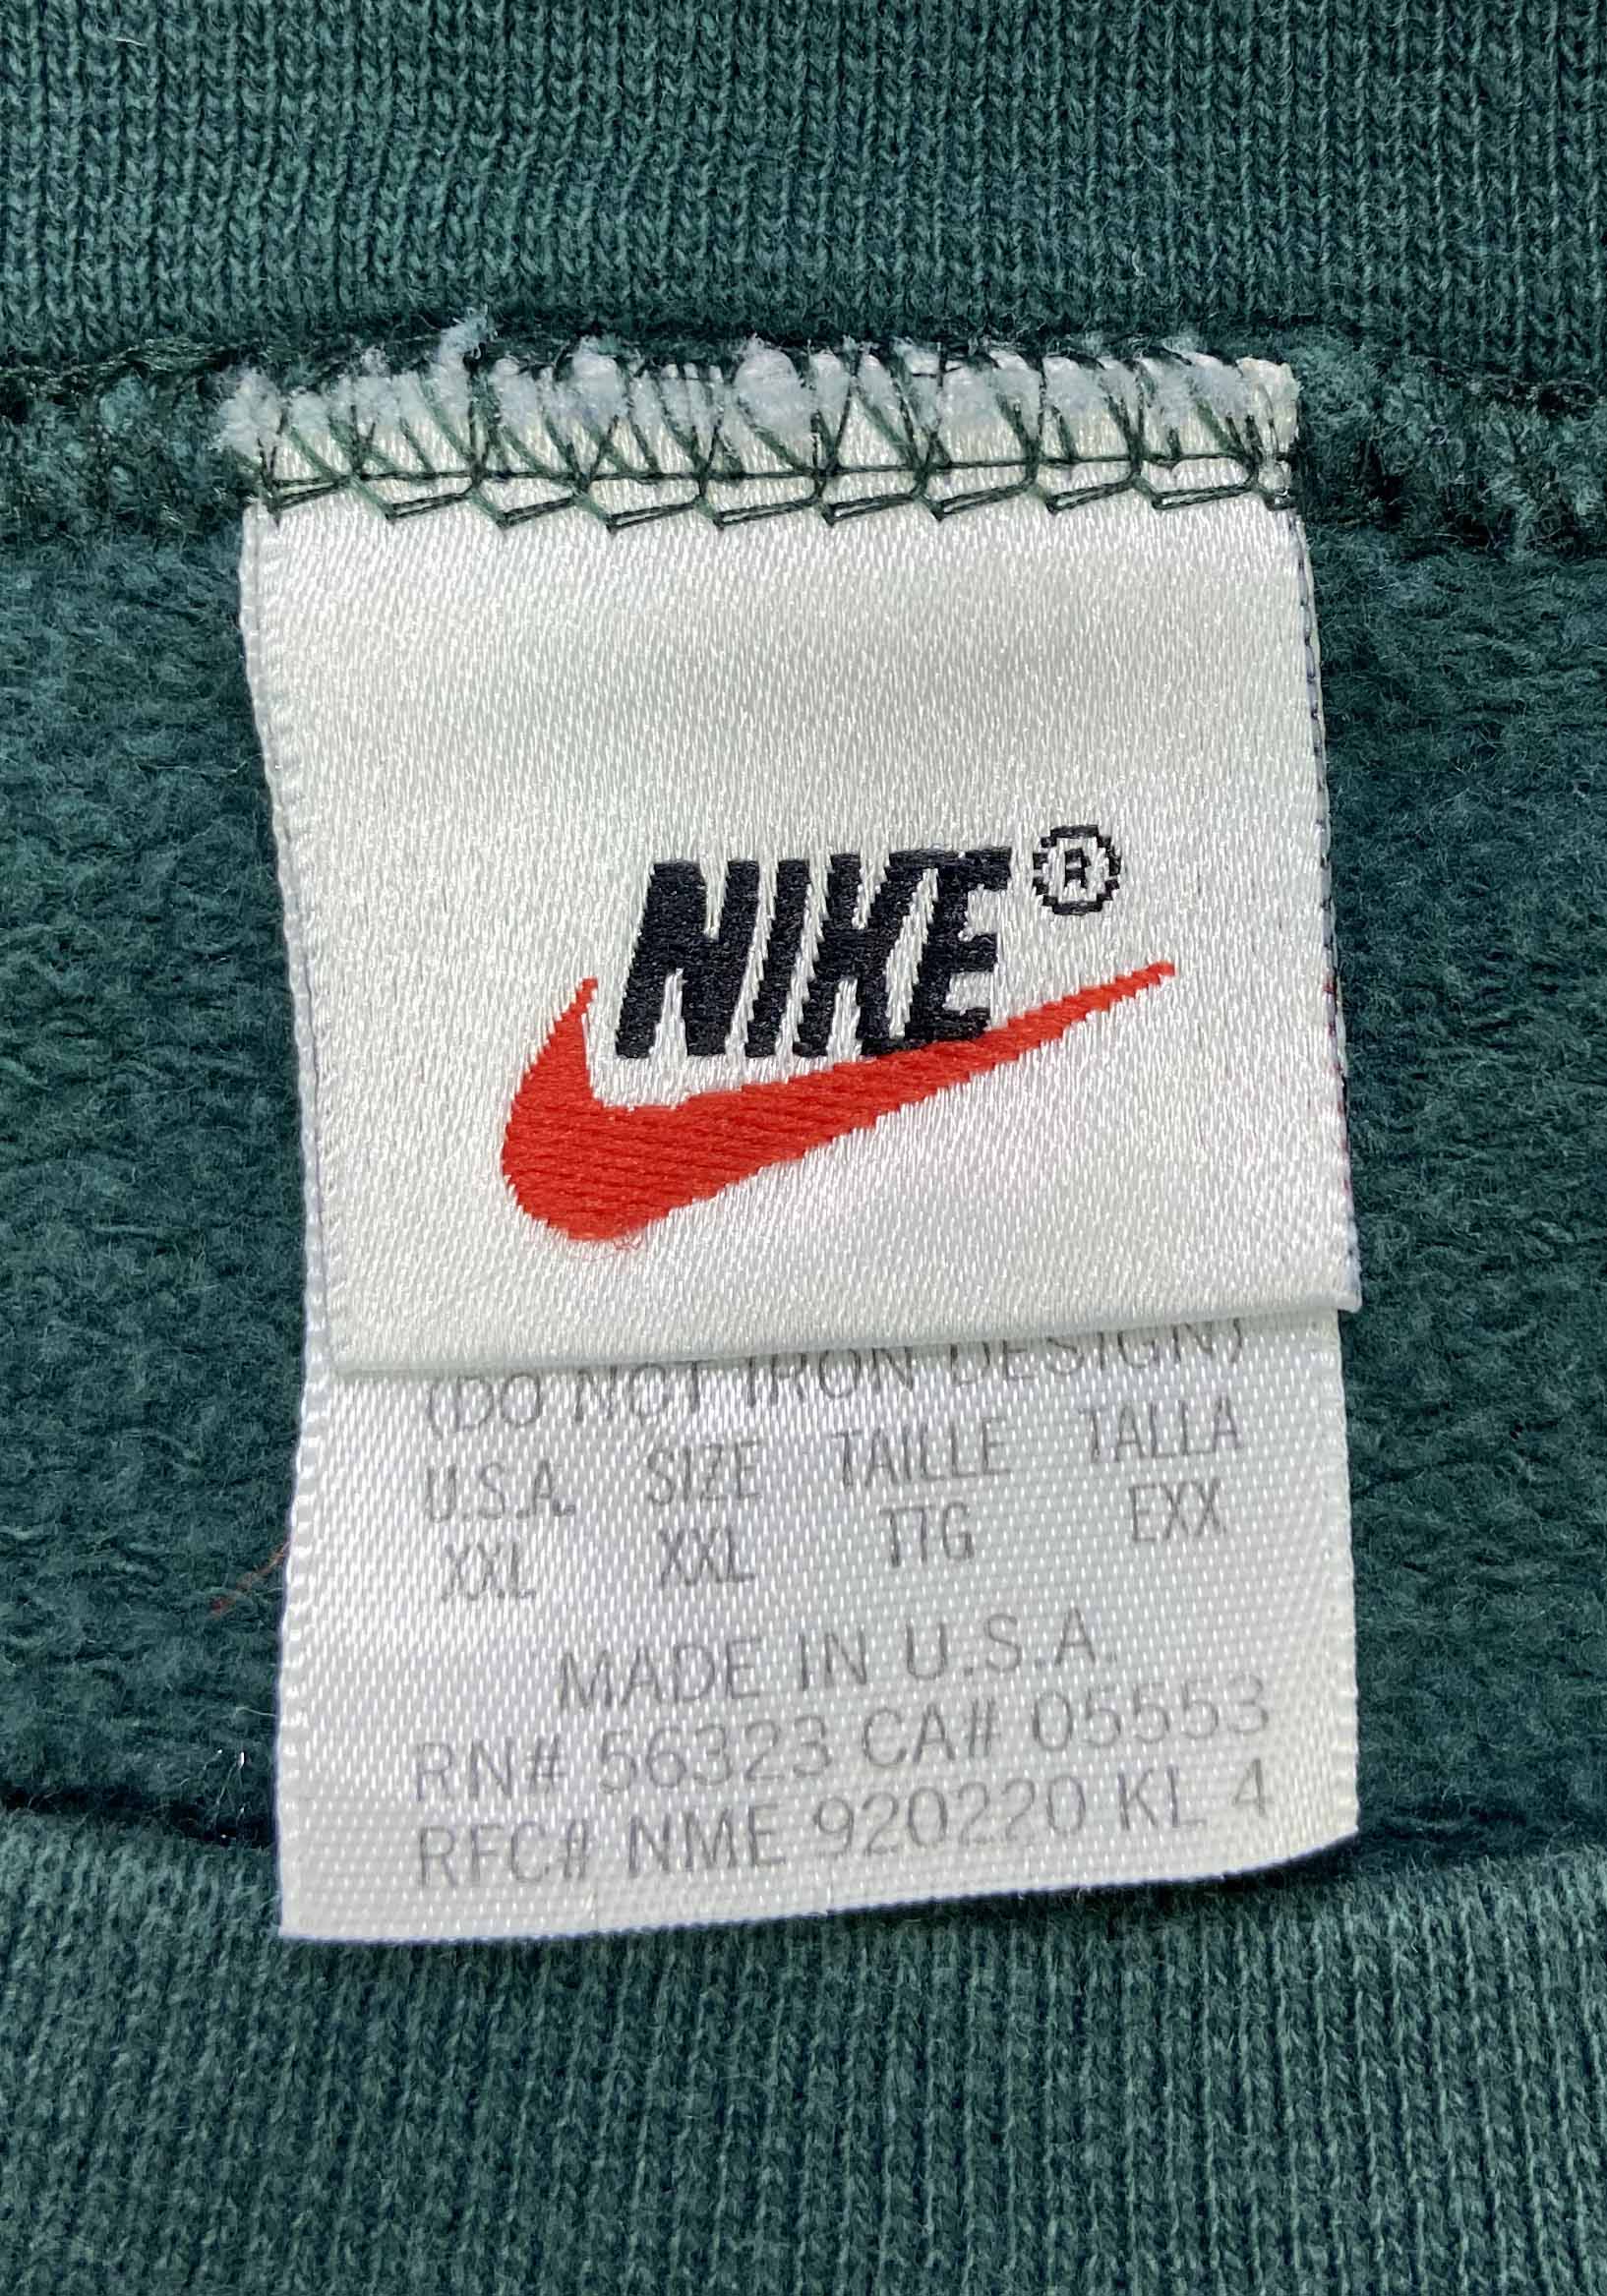 NIKE®
(DO NOT IRON DESIGN)
U.S.A. SIZE TAILLE TALLA
XXL XXL TTG EXX
MADE IN U.S.A.
RN# 56323 CA# 05553
RFC# NME 920220 KL 4